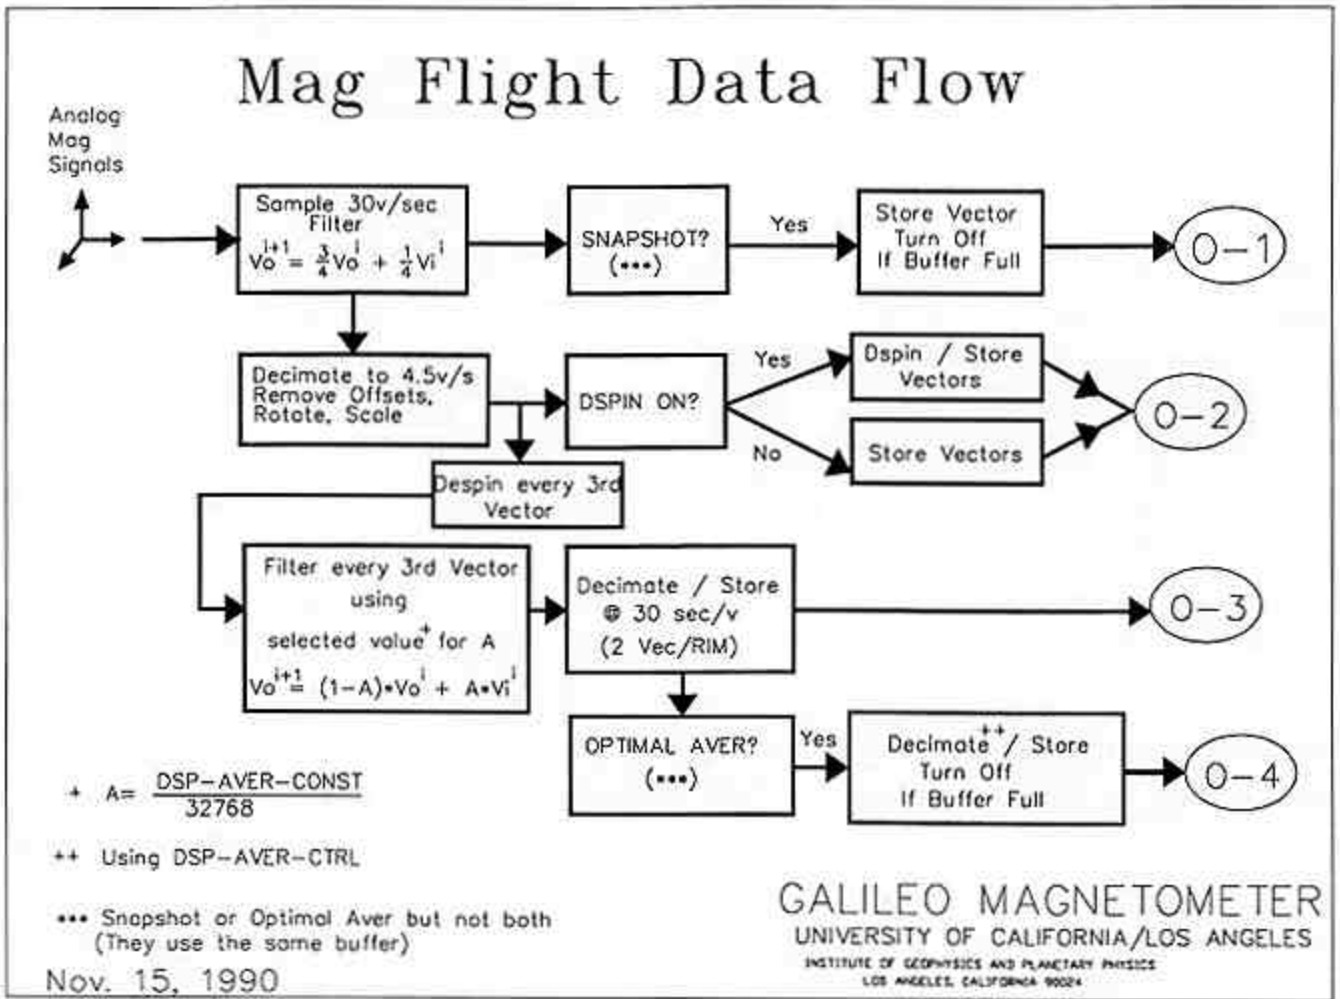 Mag Flight Data Flow
Analog
Mag
Signals
Sample 30v/sec
Filter
Vo^{i+1} = 3/4 Vo^i + 1/4 Vi^i
SNAPSHOT?
(•••)
Yes
Store Vector
Turn Off
If Buffer Full
O-1
Decimate to 4.5v/s
Remove Offsets,
Rotate, Scale
DSPIN ON?
Yes
No
Dspin / Store
Vectors
Store Vectors
O-2
Despin every 3rd
Vector
Filter every 3rd Vector
using
selected value+ for A
Vo^{i+1} = (1-A)•Vo^i + A•Vi^i
Decimate / Store
@ 30 sec/v
(2 Vec/RIM)
O-3
OPTIMAL AVER?
(•••)
Yes
Decimate++ / Store
Turn Off
If Buffer Full
O-4
+ A= DSP-AVER-CONST
32768
++ Using DSP-AVER-CTRL
••• Snapshot or Optimal Aver but not both
(They use the same buffer)
Nov. 15, 1990
GALILEO MAGNETOMETER
UNIVERSITY OF CALIFORNIA/LOS ANGELES
INSTITUTE OF GEOPHYSICS AND PLANETARY PHYSICS
LOS ANGELES, CALIFORNIA 90024